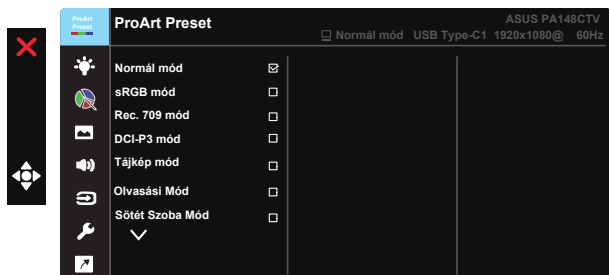 ProArt
Preset
ProArt Preset
ASUS PA148CTV
Normál mód USB Type-C1 1920x1080@ 60Hz
Normál mód
sRGB mód
Rec. 709 mód
DCI-P3 mód
Tájkép mód
Olvasási Mód
Sötét Szoba Mód